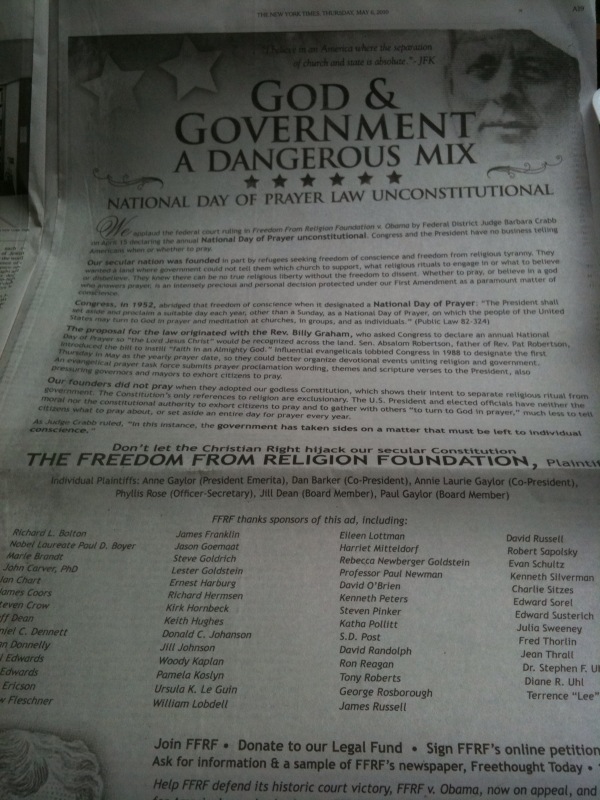 THE NEW YORK TIMES, THURSDAY, MAY 6, 2010
A19
in an America where the separation
of church and state is absolute."- JFK
GOD &
GOVERNMENT
A DANGEROUS MIX
NATIONAL DAY OF PRAYER LAW UNCONSTITUTIONAL
We applaud the federal court ruling in Freedom From Religion Foundation v. Obama by Federal District Judge Barbara Crabb
on April 15 declaring the annual National Day of Prayer unconstitutional. Congress and the President have no business telling
Americans when or whether to pray.
Our secular nation was founded in part by refugees seeking freedom of conscience and freedom from religious tyranny. They
wanted a land where government could not tell them which church to support, what religious rituals to engage in or what to believe
or disbelieve. They knew there can be no true religious liberty without the freedom to dissent. Whether to pray, or believe in a god
who answers prayer, is an intensely precious and personal decision protected under our First Amendment as a paramount matter of
conscience.
Congress, in 1952, abridged that freedom of conscience when it designated a National Day of Prayer: "The President shall
set aside and proclaim a suitable day each year, other than a Sunday, as a National Day of Prayer, on which the people of the United
States may turn to God in prayer and meditation at churches, in groups, and as individuals." (Public Law 82-324)
The proposal for the law originated with the Rev. Billy Graham, who asked Congress to declare an annual National
Day of Prayer so "the Lord Jesus Christ" would be recognized across the land. Sen. Absalom Robertson, father of Rev. Pat Robertson,
introduced the bill to instill "faith in an Almighty God." Influential evangelicals lobbied Congress in 1988 to designate the first
Thursday in May as the yearly prayer date, so they could better organize devotional events uniting religion and government.
An evangelical prayer task force submits prayer proclamation wording, themes and scripture verses to the President, also
pressuring governors and mayors to exhort citizens to pray.
Our founders did not pray when they adopted our godless Constitution, which shows their intent to separate religious ritual from
government. The Constitution's only references to religion are exclusionary. The U.S. President and elected officials have neither the
moral nor the constitutional authority to exhort citizens to pray and to gather with others "to turn to God in prayer," much less to tell
citizens what to pray about, or set aside an entire day for prayer every year.
As Judge Crabb ruled, "In this instance, the government has taken sides on a matter that must be left to individual
conscience."
Don't let the Christian Right hijack our secular Constitution
THE FREEDOM FROM RELIGION FOUNDATION, Plaintiff
Individual Plaintiffs: Anne Gaylor (President Emerita), Dan Barker (Co-President), Annie Laurie Gaylor (Co-President),
Phyllis Rose (Officer-Secretary), Jill Dean (Board Member), Paul Gaylor (Board Member)
FFRF thanks sponsors of this ad, including:
Richard L. Bolton
Nobel Laureate Paul D. Boyer
Marie Brandt
John Carver, PhD
lan Chart
ames Coors
teven Crow
ff Dean
niel C. Dennett
n Donnelly
l Edwards
Edwards
Ericson
w Fleschner
James Franklin
Jason Goemaat
Steve Goldrich
Lester Goldstein
Ernest Harburg
Richard Hermsen
Kirk Hornbeck
Keith Hughes
Donald C. Johanson
Jill Johnson
Woody Kaplan
Pamela Koslyn
Ursula K. Le Guin
William Lobdell
Eileen Lottman
Harriet Mitteldorf
Rebecca Newberger Goldstein
Professor Paul Newman
David O'Brien
Kenneth Peters
Steven Pinker
Katha Pollitt
S.D. Post
David Randolph
Ron Reagan
Tony Roberts
George Rosborough
James Russell
David Russell
Robert Sapolsky
Evan Schultz
Kenneth Silverman
Charlie Sitzes
Edward Sorel
Edward Susterich
Julia Sweeney
Fred Thorlin
Jean Thrall
Dr. Stephen F. Uhl
Diane R. Uhl
Terrence "Lee"
Join FFRF • Donate to our Legal Fund • Sign FFRF's online petition
Ask for information & a sample of FFRF's newspaper, Freethought Today •
Help FFRF defend its historic court victory, FFRF v. Obama, now on appeal, and